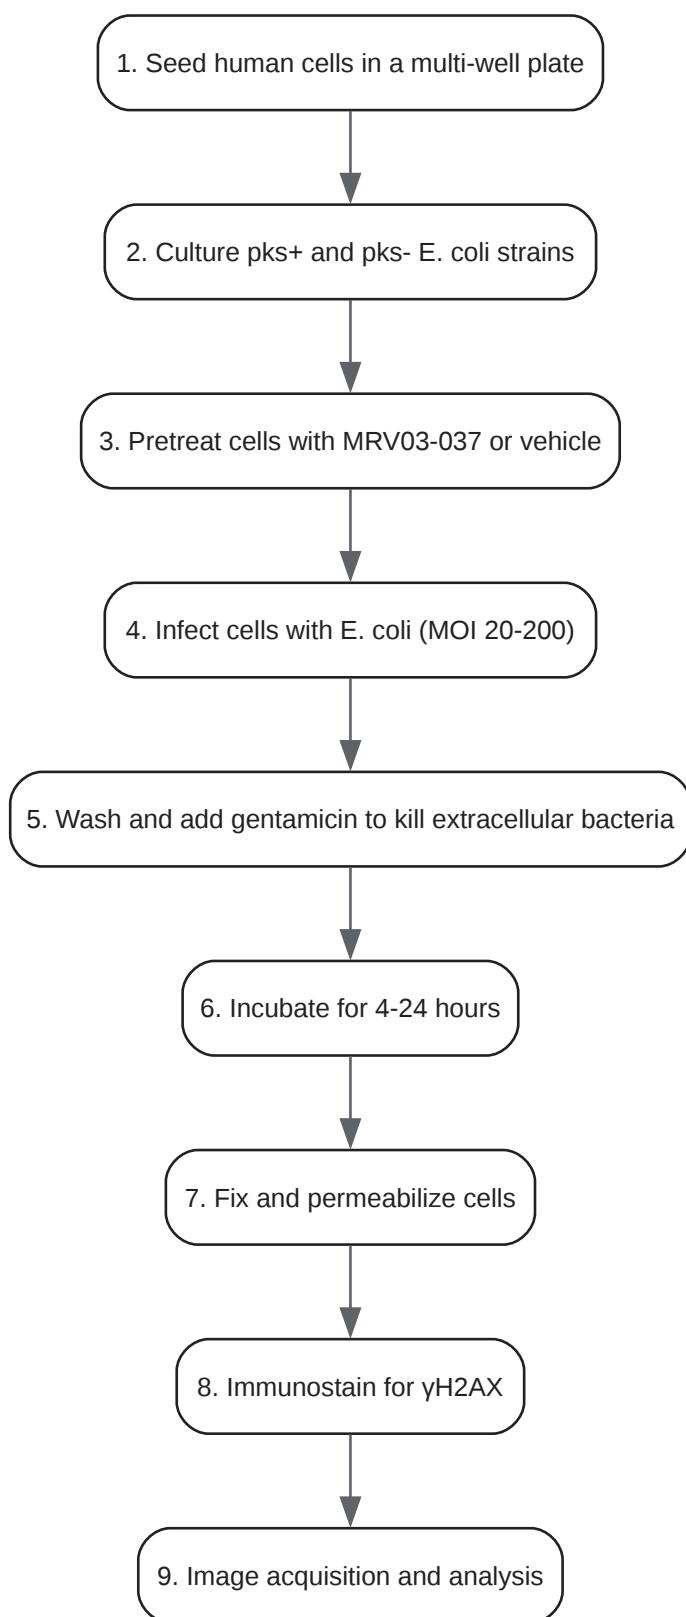 1. Seed human cells in a multi-well plate
2. Culture pks+ and pks- E. coli strains
3. Pretreat cells with MRV03-037 or vehicle
4. Infect cells with E. coli (MOI 20-200)
5. Wash and add gentamicin to kill extracellular bacteria
6. Incubate for 4-24 hours
7. Fix and permeabilize cells
8. Immunostain for γH2AX
9. Image acquisition and analysis